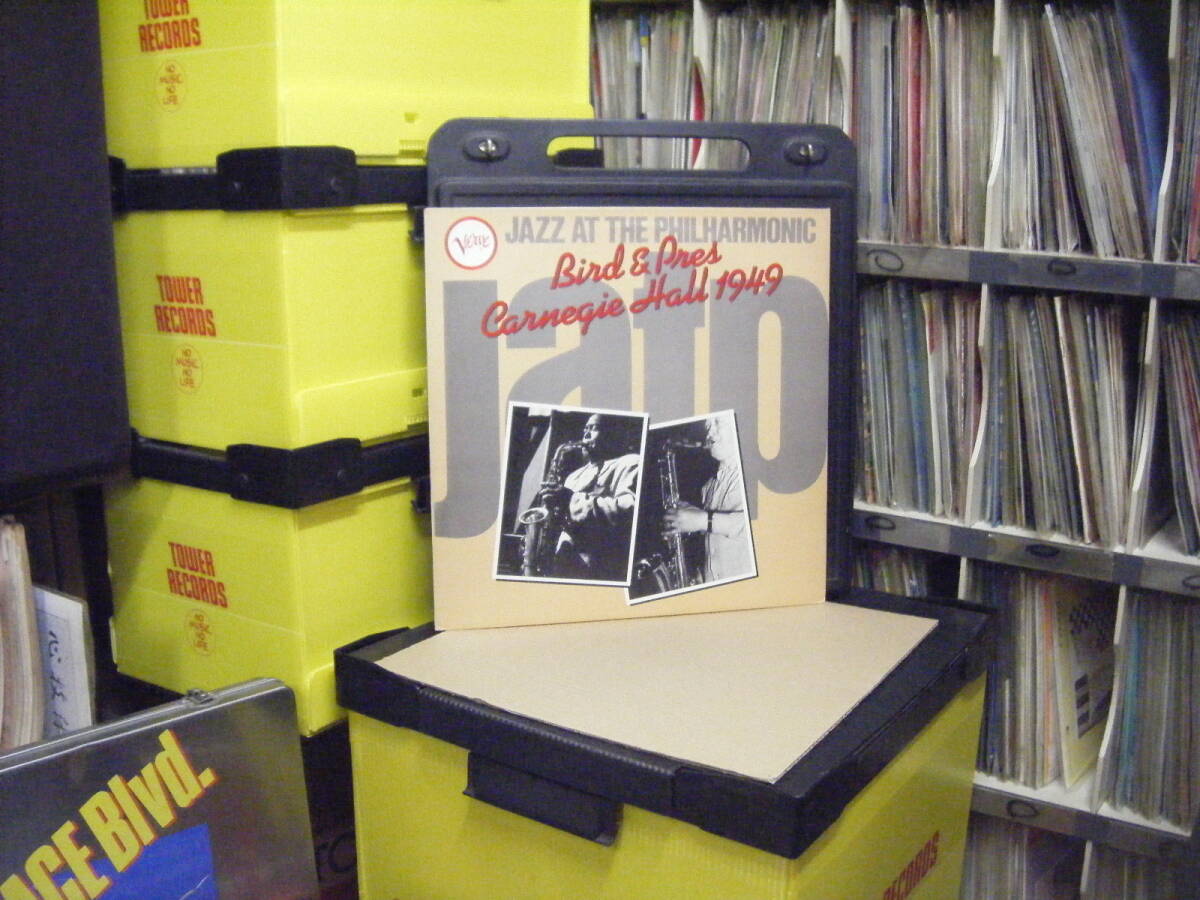 TOWER
RECORDS
NO
MUSIC
NO
LIFE
TOWER
RECORDS
NO
MUSIC
NO
LIFE
TOWER
RECORDS
NO
MUSIC
NO
LIFE
Verve
JAZZ AT THE PHILHARMONIC
Bird & Pres
Carnegie Hall 1949
jatp
ACE Blvd.
RECORDS